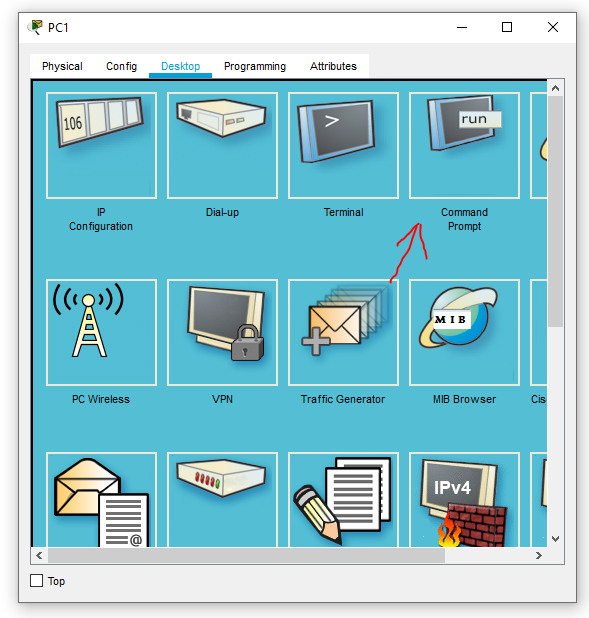 PC1
Physical Config Desktop Programming Attributes
106
>
run
IP
Configuration
Dial-up
Terminal
Command
Prompt
MIB
PC Wireless
VPN
Traffic Generator
MIB Browser
Cis
@
IPv4
Top